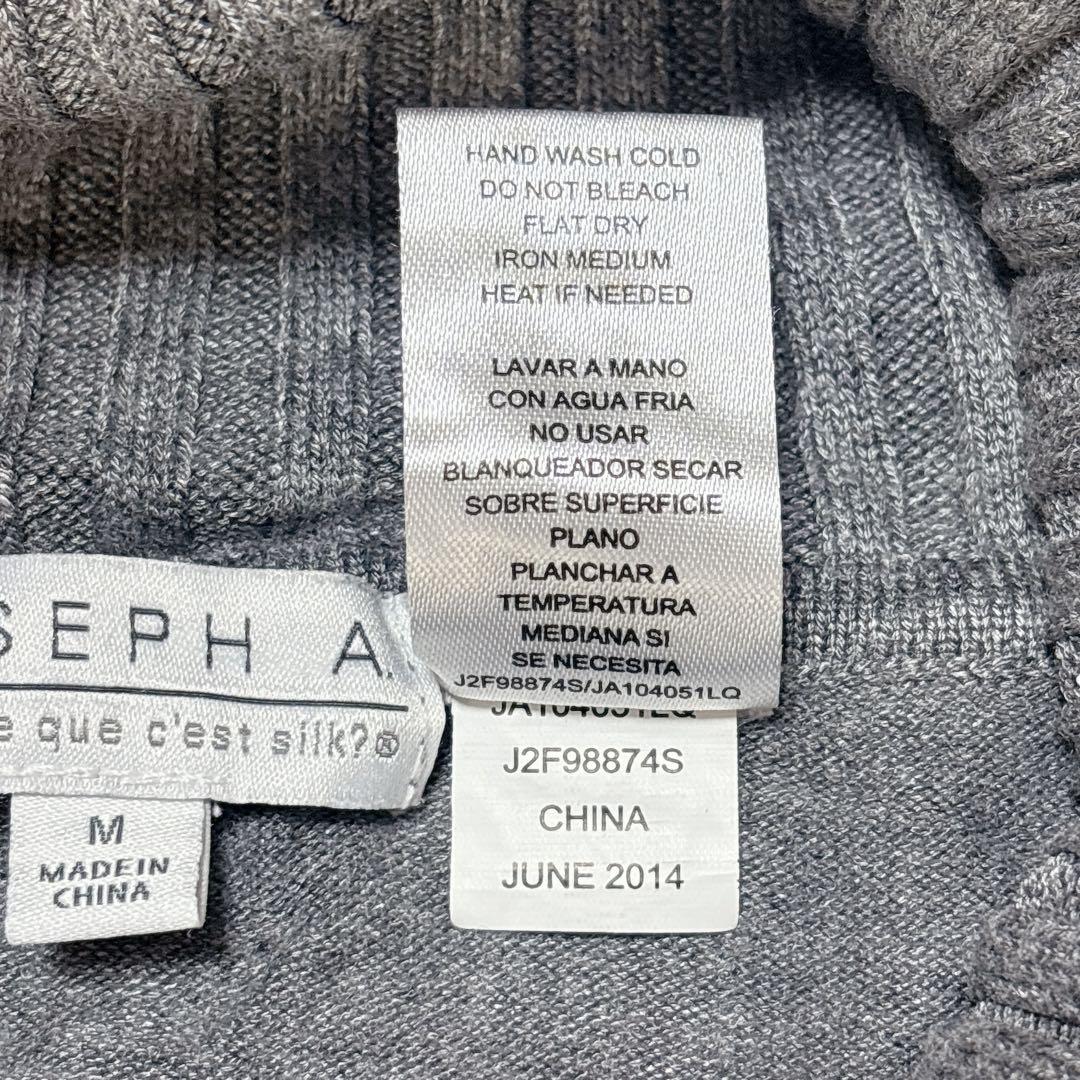 HAND WASH COLD
DO NOT BLEACH
FLAT DRY
IRON MEDIUM
HEAT IF NEEDED
LAVAR A MANO
CON AGUA FRIA
NO USAR
BLANQUEADOR SECAR
SOBRE SUPERFICIE
PLANO
PLANCHAR A
TEMPERATURA
MEDIANA SI
SE NECESITA
J2F98874S/JA104051LQ
JA104051LQ
J2F98874S
CHINA
JUNE 2014
SEPH A.
e que c'est silk?®
M
MADE IN
CHINA